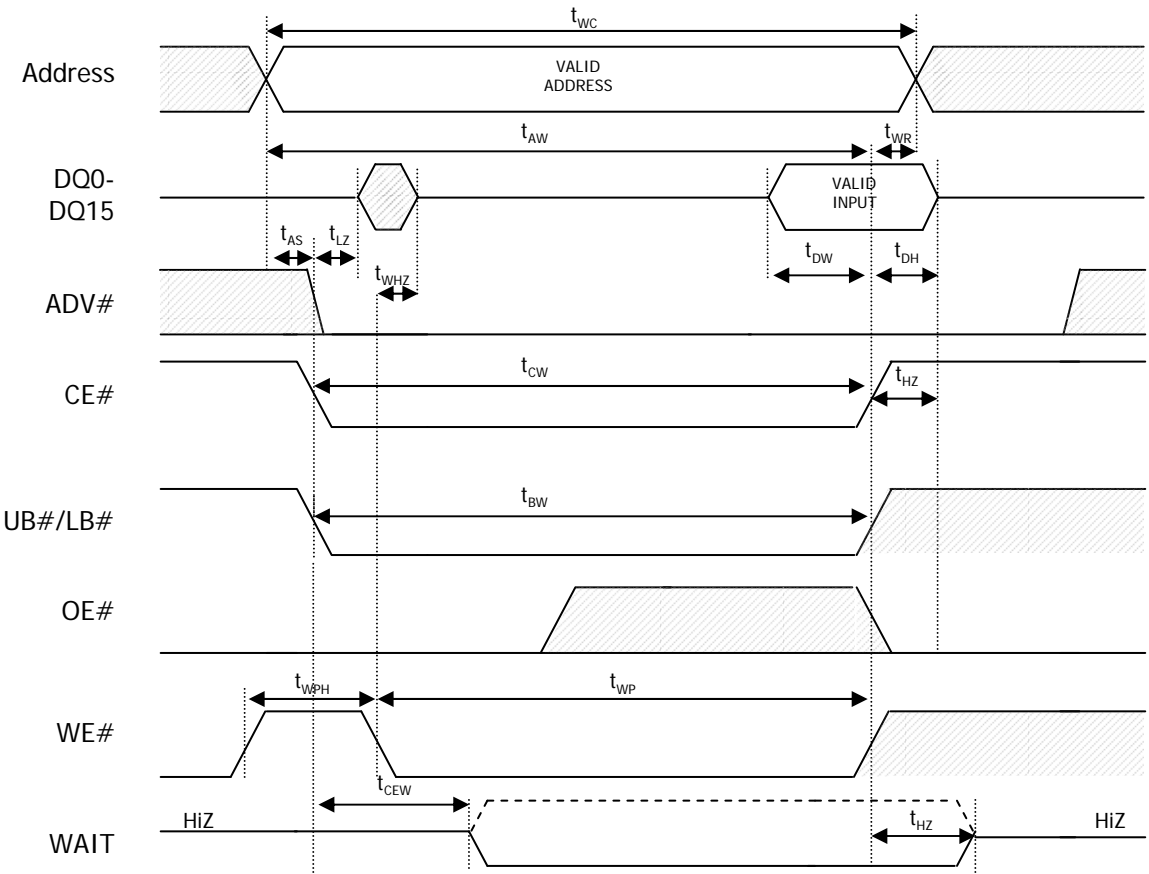 tWC
Address
VALID
ADDRESS
tAW
tWR
DQ0-
DQ15
VALID
INPUT
tAS
tLZ
tWHZ
tDW
tDH
ADV#
tCW
tHZ
CE#
tBW
UB#/LB#
OE#
tWPH
tWP
WE#
tCEW
HiZ
tHZ
HiZ
WAIT